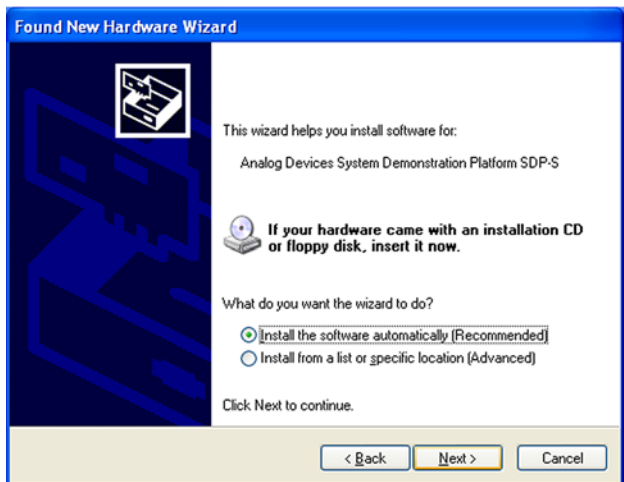 Found New Hardware Wizard
This wizard helps you install software for:
Analog Devices System Demonstration Platform SDP-S
If your hardware came with an installation CD
or floppy disk, insert it now.
What do you want the wizard to do?
Install the software automatically (Recommended)
Install from a list or specific location (Advanced)
Click Next to continue.
< Back Next > Cancel